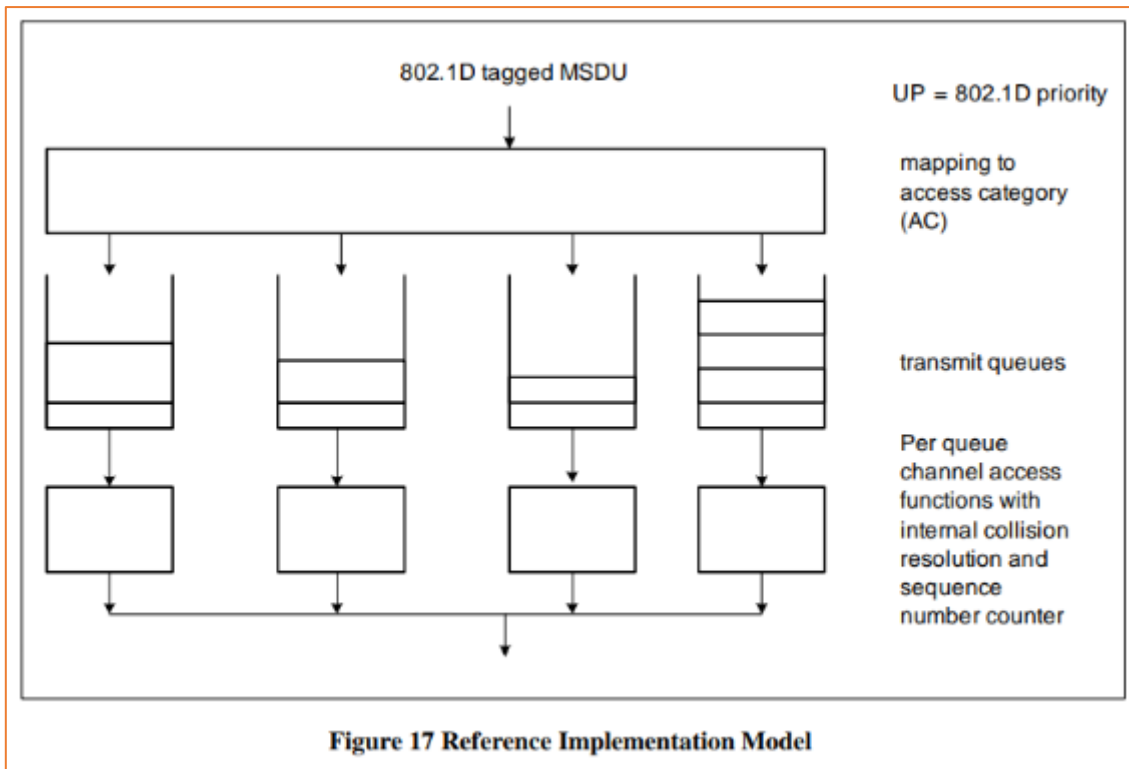 802.1D tagged MSDU
UP = 802.1D priority
mapping to
access category
(AC)
transmit queues
Per queue
channel access
functions with
internal collision
resolution and
sequence
number counter
Figure 17 Reference Implementation Model